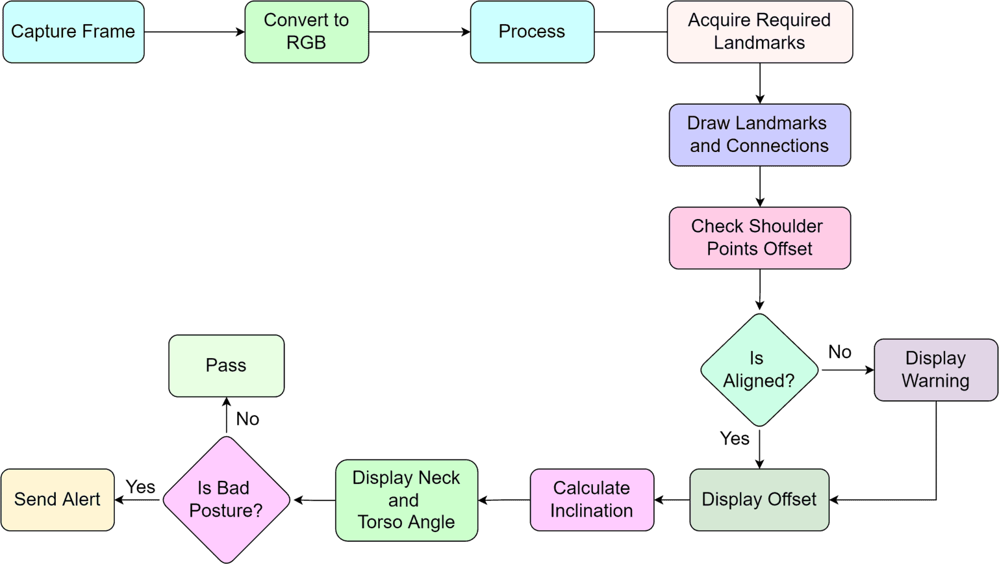 Capture Frame
Convert to
RGB
Process
Acquire Required
Landmarks
Draw Landmarks
and Connections
Check Shoulder
Points Offset
Is
Aligned?
No
Display
Warning
Yes
Display Offset
Calculate
Inclination
Display Neck
and
Torso Angle
Is Bad
Posture?
No
Pass
Yes
Send Alert